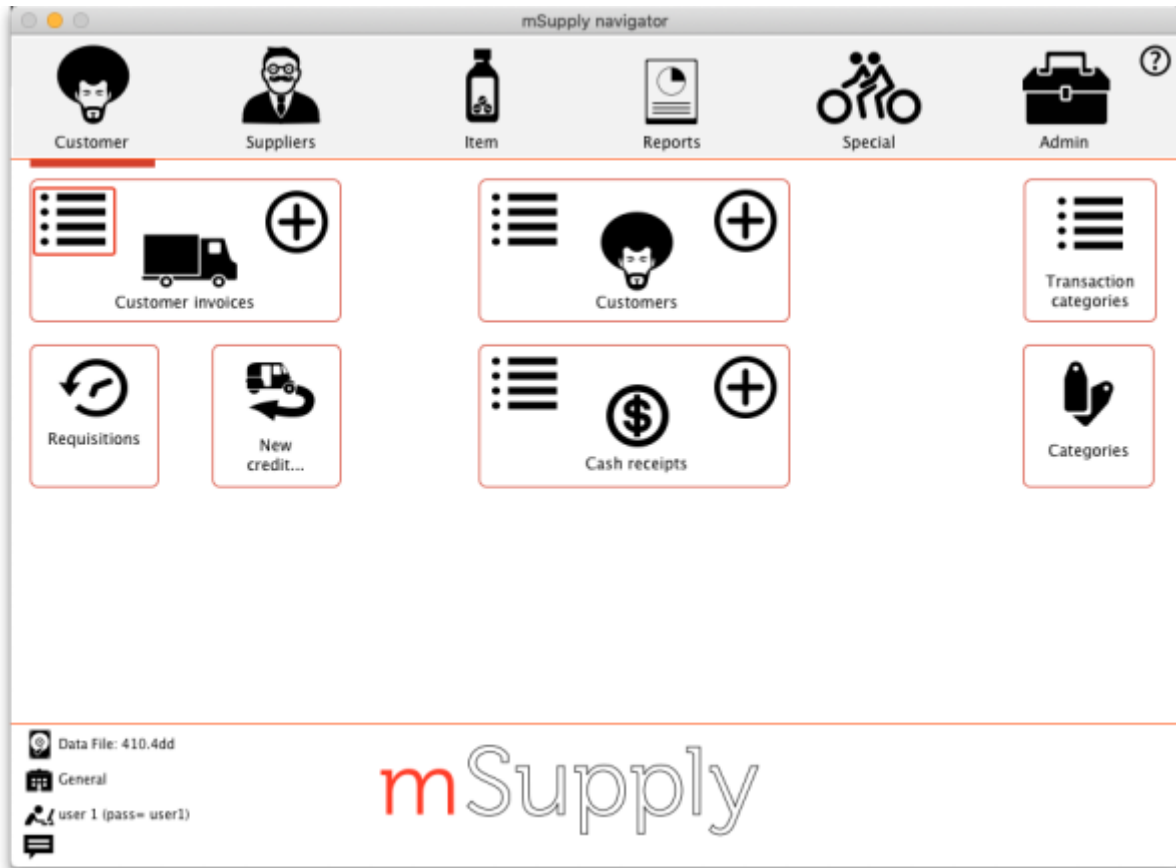 mSupply navigator
?
Customer
Suppliers
Item
Reports
Special
Admin
Customer invoices
Customers
Transaction
categories
Requisitions
New
credit...
$
Cash receipts
Categories
Data File: 410.4dd
General
user 1 (pass= user1)
mSupply